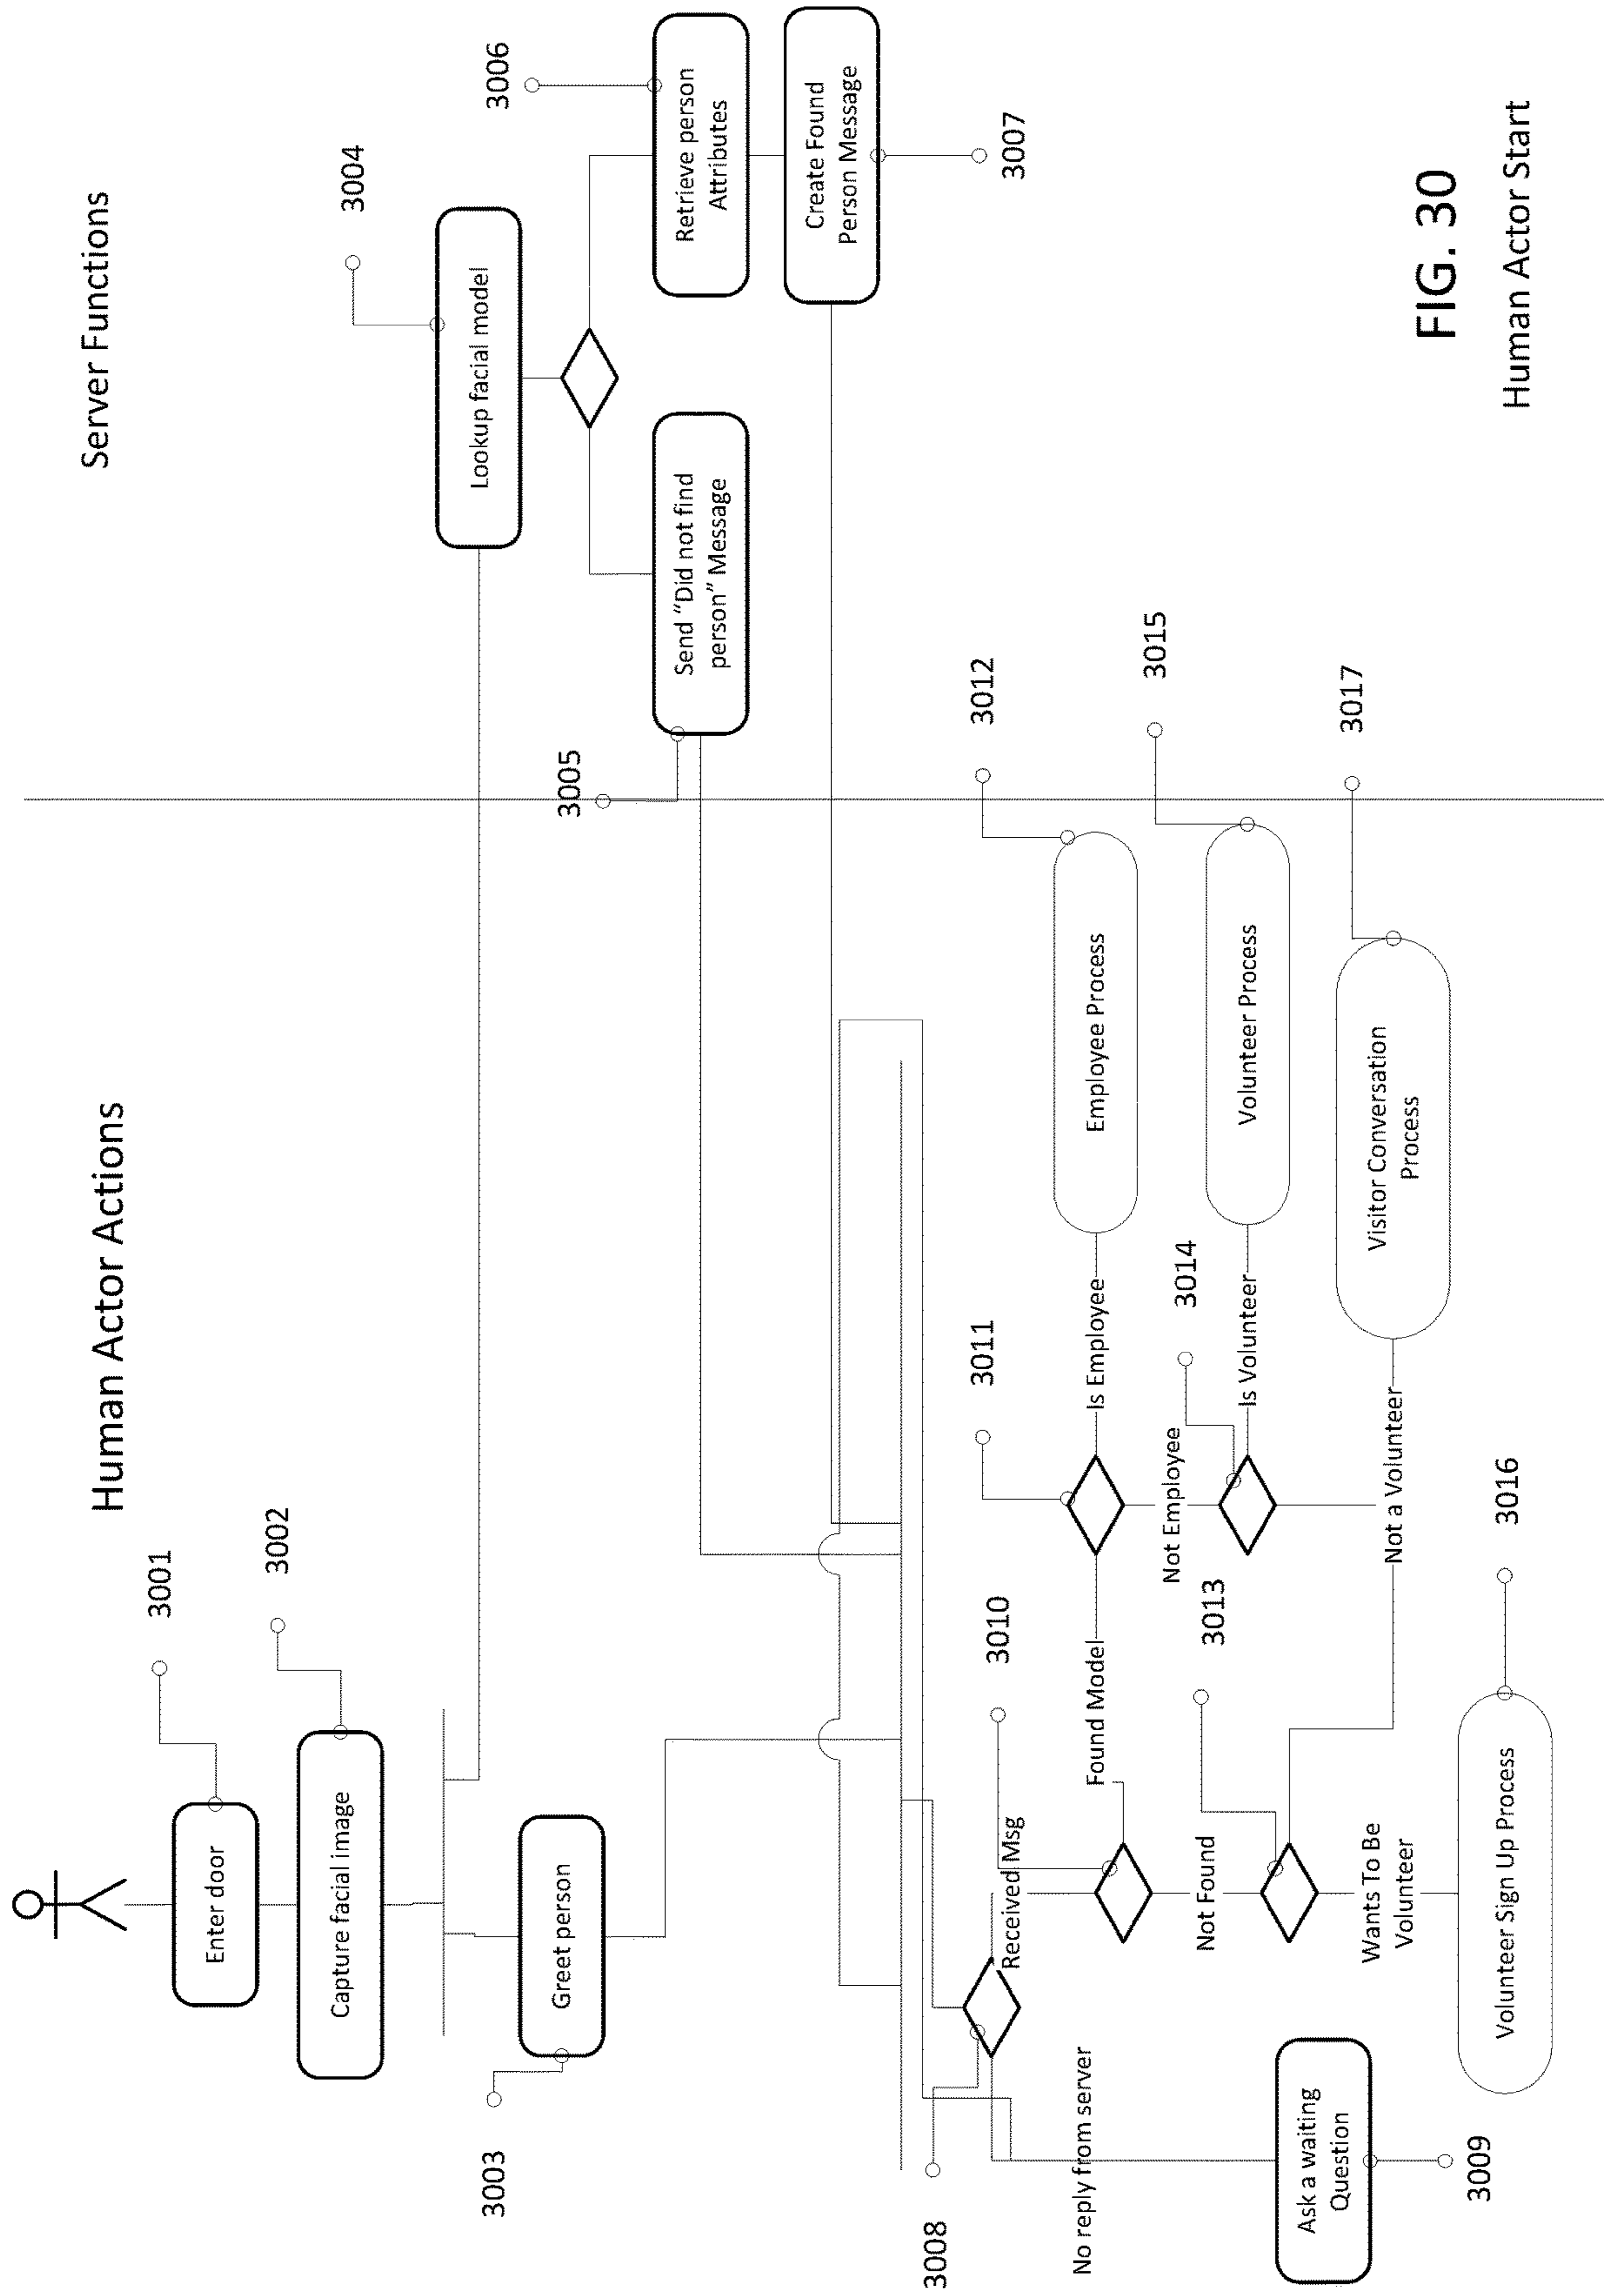 Human Actor Actions
Server Functions
3001
Enter door
3002
Capture facial image
3003
Greet person
3004
Lookup facial model
3005
Send “Did not find
person” Message
3006
Retrieve person
Attributes
Create Found
Person Message
3007
3008
No reply from server
Received Msg
3009
Ask a waiting
Question
3010
Found Model
Not Found
3011
Is Employee
Not Employee
3012
Employee Process
3013
Wants To Be
Volunteer
3014
Is Volunteer
Not a Volunteer
3015
Volunteer Process
3016
Volunteer Sign Up Process
3017
Visitor Conversation
Process
FIG. 30
Human Actor Start